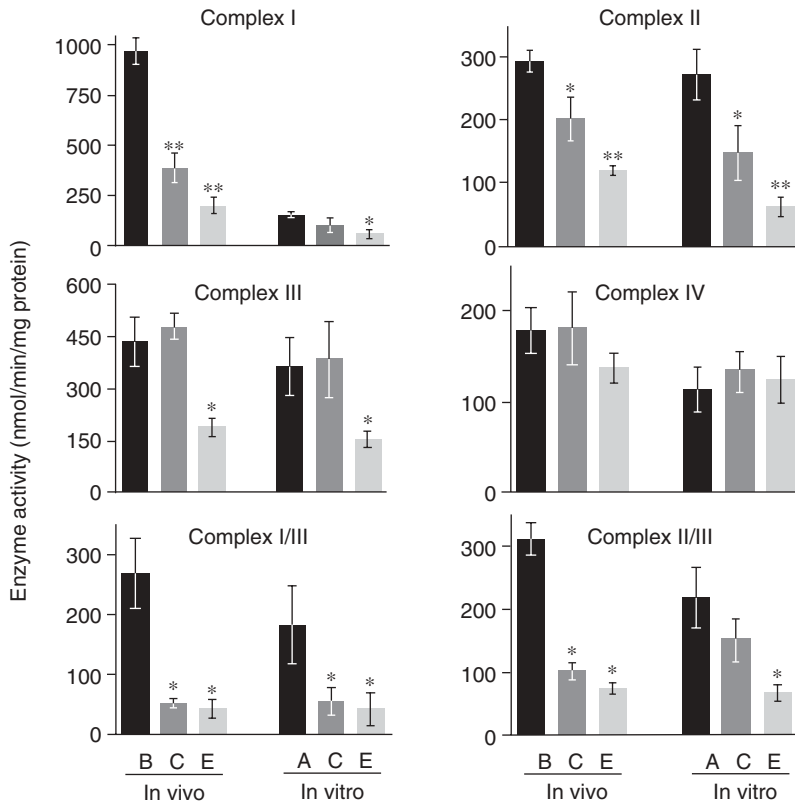 Complex I
1000
750
500
250
0
**
**
*
Complex II
300
200
100
0
*
**
*
**
Enzyme activity (nmol/min/mg protein)
Complex III
600
450
300
150
0
*
*
Complex IV
200
100
0
Complex I/III
300
200
100
0
*
*
*
*
B C E
A C E
In vivo
In vitro
Complex II/III
300
200
100
0
*
*
*
B C E
A C E
In vivo
In vitro